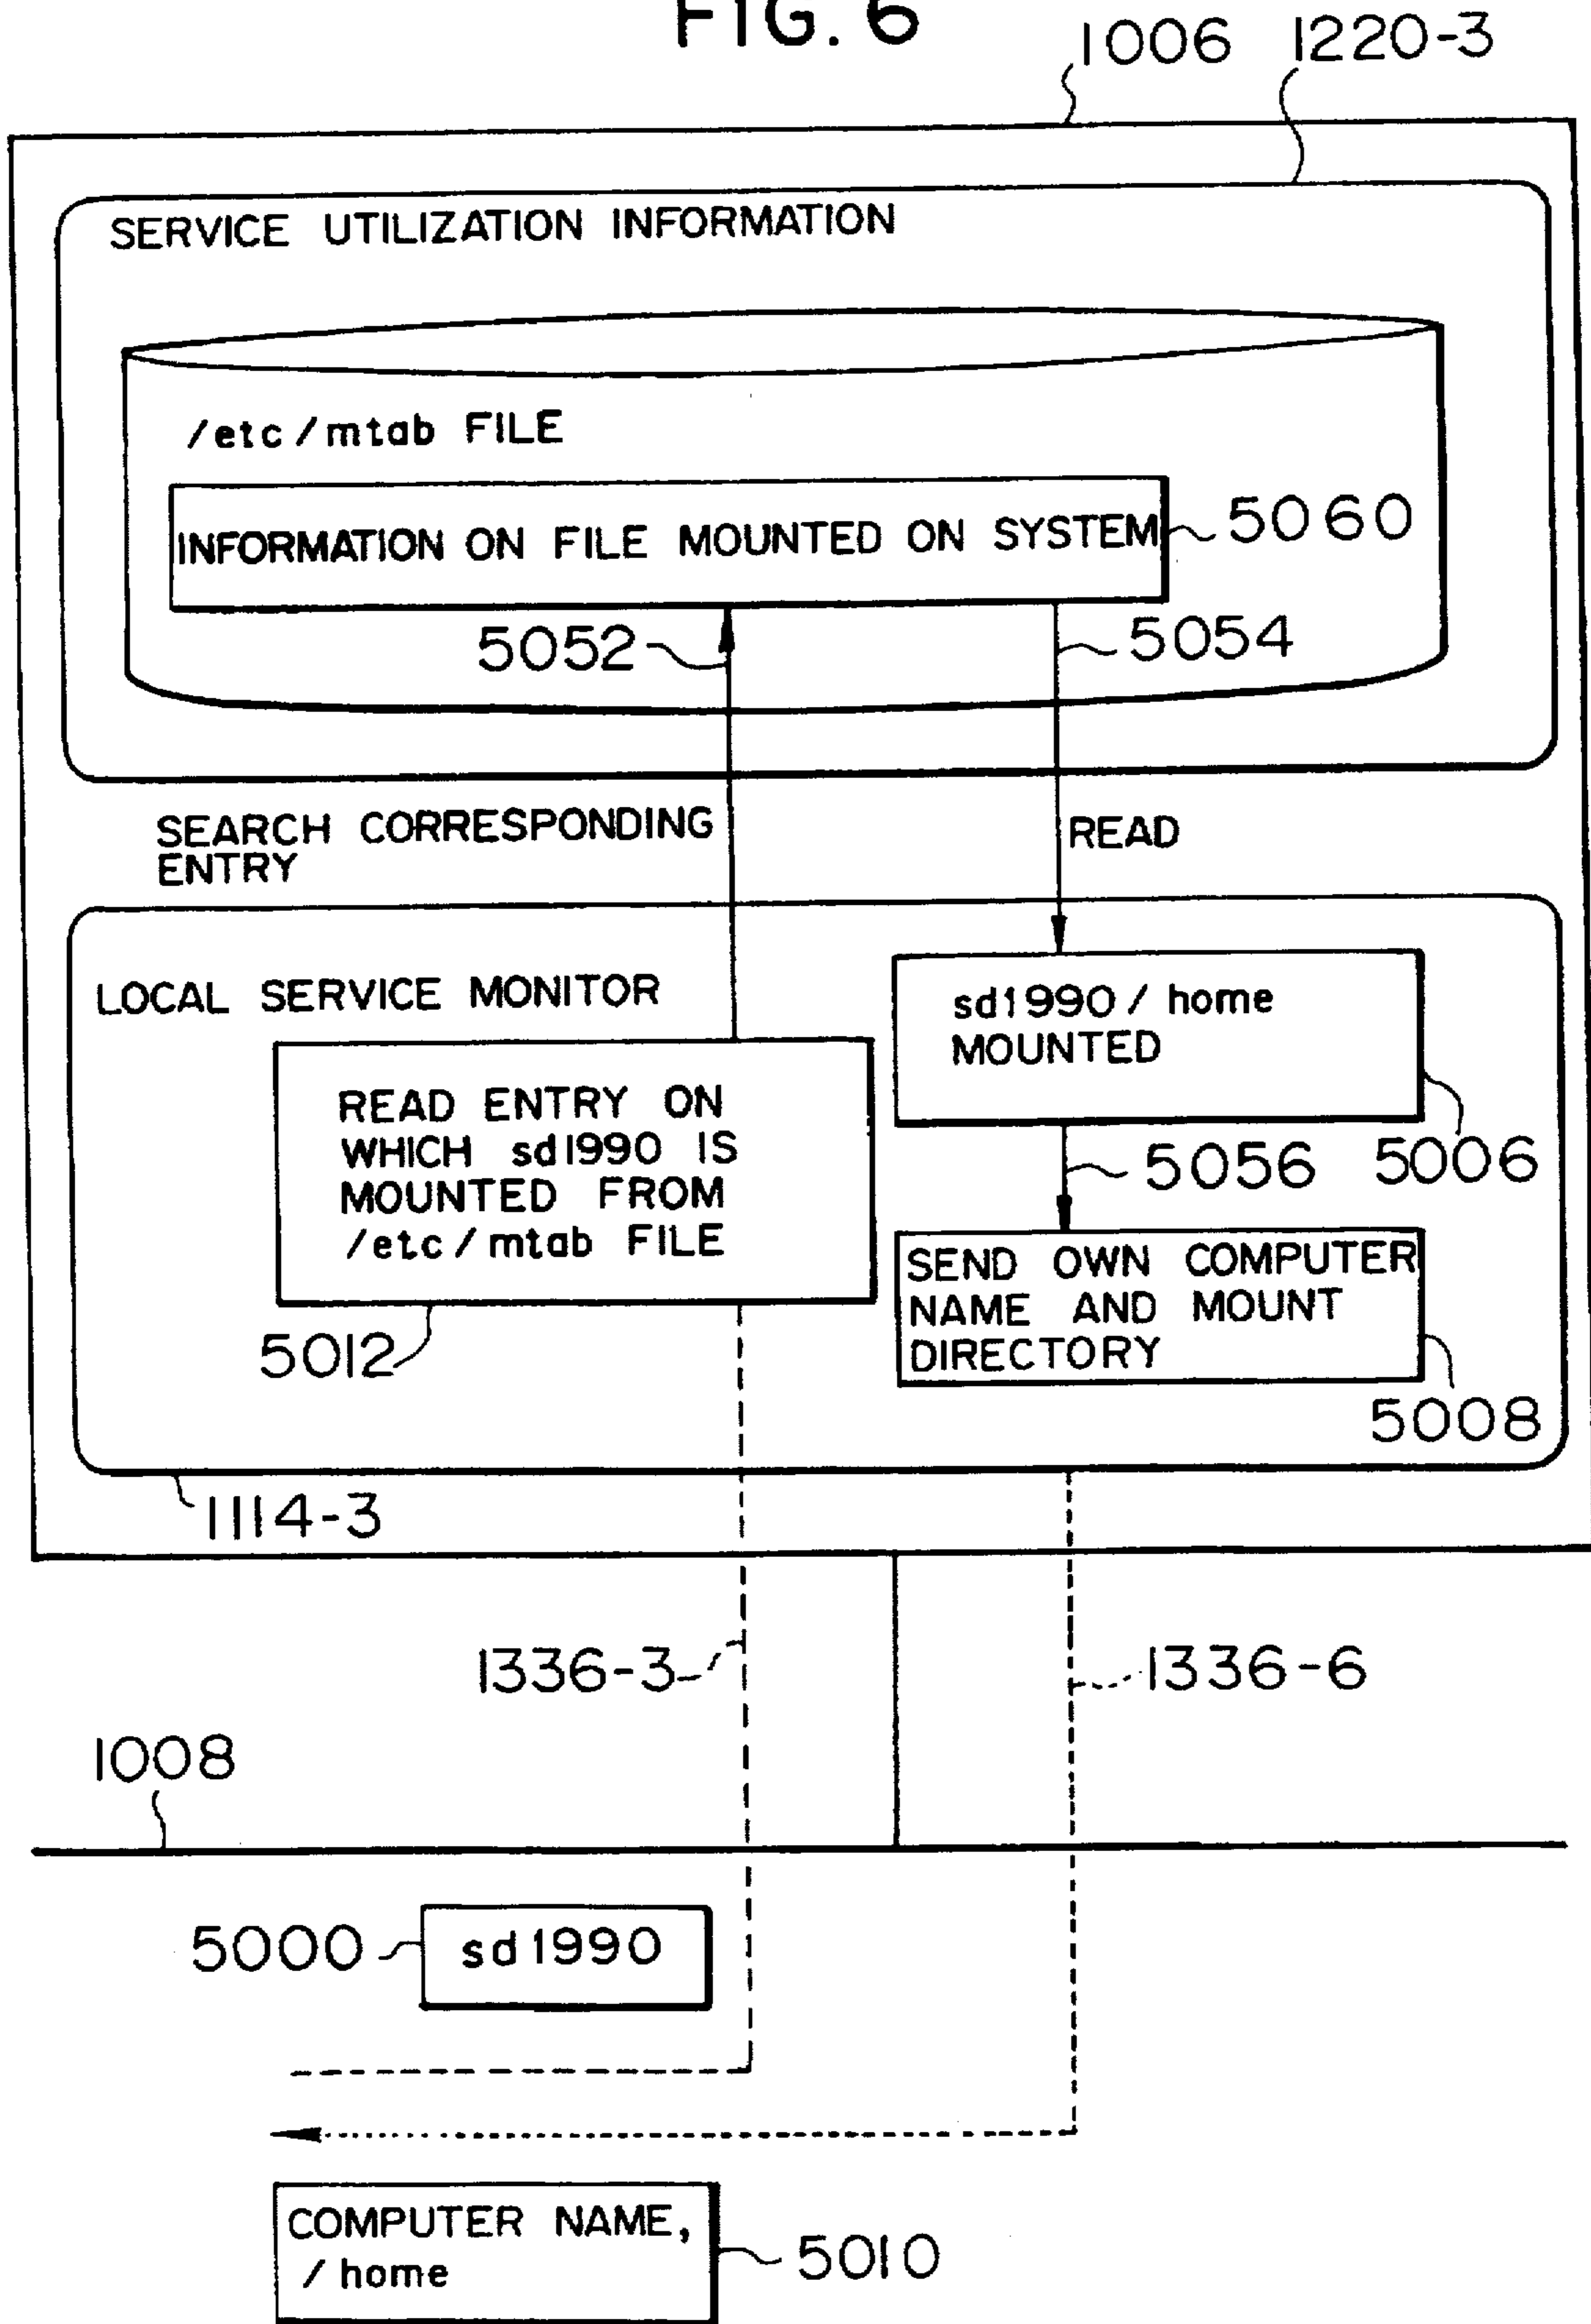 FIG. 6
1006
1220-3
SERVICE UTILIZATION INFORMATION
/etc/mtab FILE
INFORMATION ON FILE MOUNTED ON SYSTEM
5060
5052
5054
SEARCH CORRESPONDING
ENTRY
READ
LOCAL SERVICE MONITOR
sd1990/home
MOUNTED
READ ENTRY ON
WHICH sd1990 IS
MOUNTED FROM
/etc/mtab FILE
5056
5006
SEND OWN COMPUTER
NAME AND MOUNT
DIRECTORY
5012
5008
1114-3
1336-3
1336-6
1008
5000
sd1990
COMPUTER NAME,
/home
5010